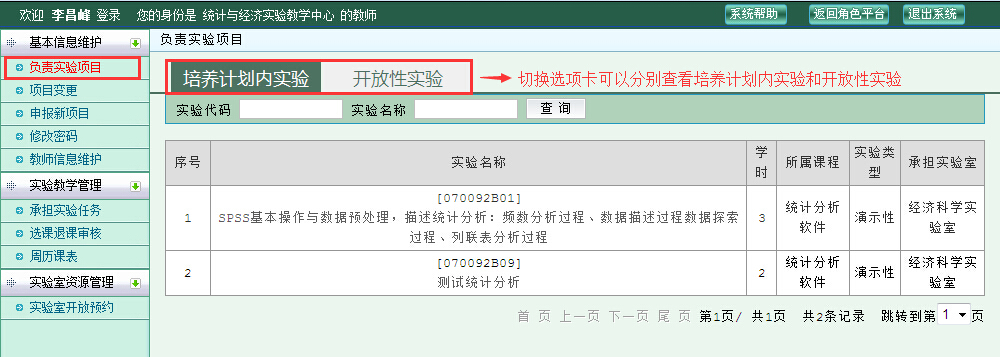 欢迎 李昌峰 登录 您的身份是 统计与经济实验教学中心 的教师
系统帮助 返回角色平台 退出系统
基本信息维护
负责实验项目
项目变更
申报新项目
修改密码
教师信息维护
实验教学管理
承担实验任务
选课退课审核
周历课表
实验室资源管理
实验室开放预约
负责实验项目
培养计划内实验 开放性实验 切换选项卡可以分别查看培养计划内实验和开放性实验
实验代码 实验名称 查 询
序号 实验名称 学时 所属课程 实验类型 承担实验室
1
[070092B01]
SPSS基本操作与数据预处理，描述统计分析：频数分析过程、数据描述过程数据探索
过程、列联表分析过程
3
统计分析
软件
演示性
经济科学实
验室
2
[070092B09]
测试统计分析
2
统计分析
软件
演示性
经济科学实
验室
首 页 上一页 下一页 尾 页 第1页/ 共1页 共2条记录 跳转到第 1 页